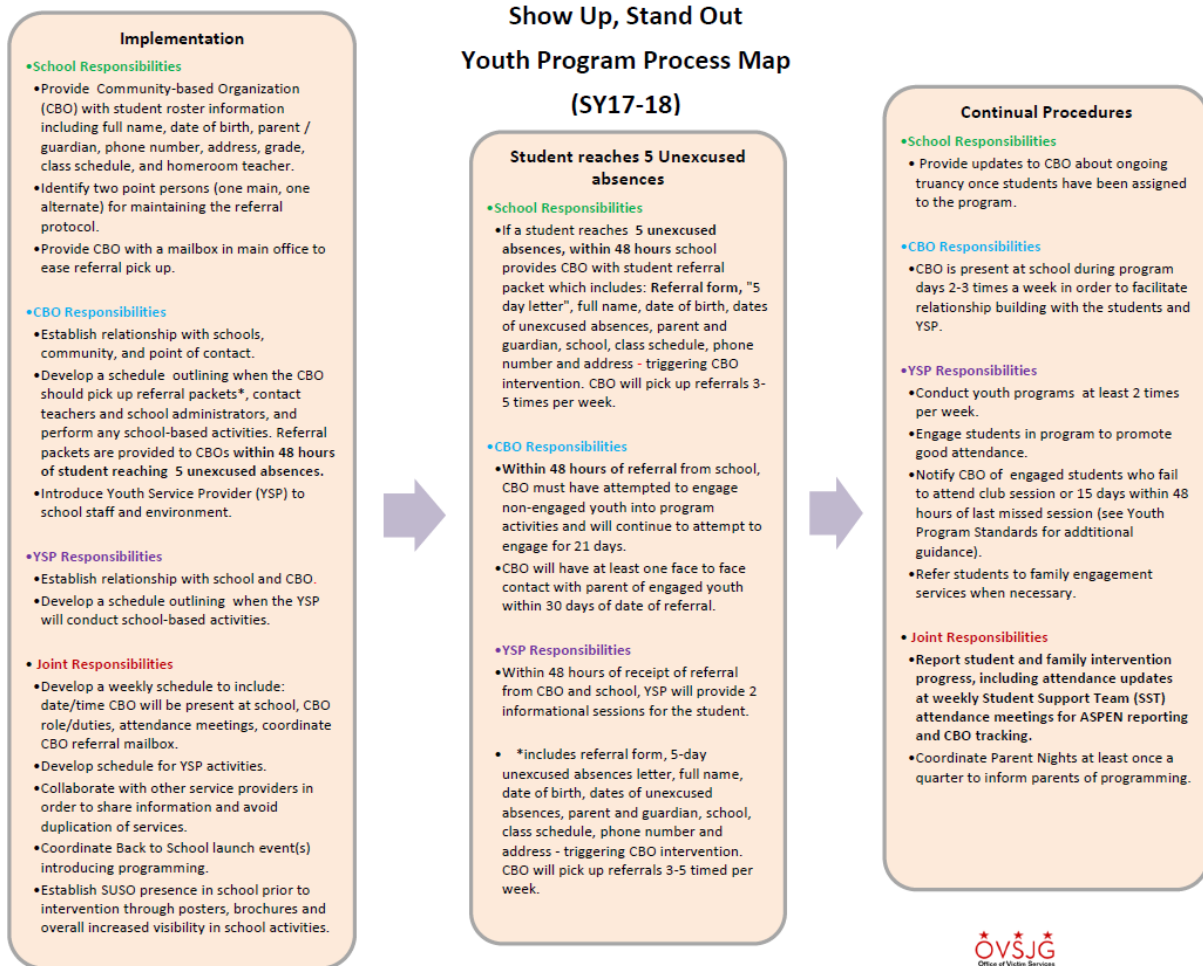 Show Up, Stand Out
Youth Program Process Map
(SY17-18)
Implementation
•School Responsibilities
•Provide Community-based Organization
(CBO) with student roster information
including full name, date of birth, parent /
guardian, phone number, address, grade,
class schedule, and homeroom teacher.
•Identify two point persons (one main, one
alternate) for maintaining the referral
protocol.
•Provide CBO with a mailbox in main office to
ease referral pick up.
•CBO Responsibilities
•Establish relationship with schools,
community, and point of contact.
•Develop a schedule outlining when the CBO
should pick up referral packets*, contact
teachers and school administrators, and
perform any school-based activities. Referral
packets are provided to CBOs within 48 hours
of student reaching 5 unexcused absences.
•Introduce Youth Service Provider (YSP) to
school staff and environment.
•YSP Responsibilities
•Establish relationship with school and CBO.
•Develop a schedule outlining when the YSP
will conduct school-based activities.
• Joint Responsibilities
•Develop a weekly schedule to include:
date/time CBO will be present at school, CBO
role/duties, attendance meetings, coordinate
CBO referral mailbox.
•Develop schedule for YSP activities.
•Collaborate with other service providers in
order to share information and avoid
duplication of services.
•Coordinate Back to School launch event(s)
introducing programming.
•Establish SUSO presence in school prior to
intervention through posters, brochures and
overall increased visibility in school activities.
Student reaches 5 Unexcused
absences
•School Responsibilities
•If a student reaches 5 unexcused
absences, within 48 hours school
provides CBO with student referral
packet which includes: Referral form, "5
day letter", full name, date of birth, dates
of unexcused absences, parent and
guardian, school, class schedule, phone
number and address - triggering CBO
intervention. CBO will pick up referrals 3-
5 times per week.
•CBO Responsibilities
•Within 48 hours of referral from school,
CBO must have attempted to engage
non-engaged youth into program
activities and will continue to attempt to
engage for 21 days.
•CBO will have at least one face to face
contact with parent of engaged youth
within 30 days of date of referral.
•YSP Responsibilities
•Within 48 hours of receipt of referral
from CBO and school, YSP will provide 2
informational sessions for the student.
• *includes referral form, 5-day
unexcused absences letter, full name,
date of birth, dates of unexcused
absences, parent and guardian, school,
class schedule, phone number and
address - triggering CBO intervention.
CBO will pick up referrals 3-5 timed per
week.
Continual Procedures
•School Responsibilities
• Provide updates to CBO about ongoing
truancy once students have been assigned
to the program.
•CBO Responsibilities
•CBO is present at school during program
days 2-3 times a week in order to facilitate
relationship building with the students and
YSP.
•YSP Responsibilities
•Conduct youth programs at least 2 times
per week.
•Engage students in program to promote
good attendance.
•Notify CBO of engaged students who fail
to attend club session or 15 days within 48
hours of last missed session (see Youth
Program Standards for addtitional
guidance).
•Refer students to family engagement
services when necessary.
• Joint Responsibilities
•Report student and family intervention
progress, including attendance updates
at weekly Student Support Team (SST)
attendance meetings for ASPEN reporting
and CBO tracking.
•Coordinate Parent Nights at least once a
quarter to inform parents of programming.
OVSJG
Office of Victim Services